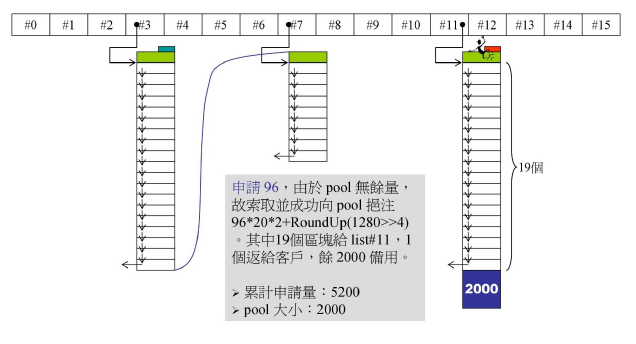 #0 #1 #2 #3 #4 #5 #6 #7 #8 #9 #10 #11 #12 #13 #14 #15
19個
申請 96，由於 pool 無餘量，
故索取並成功向 pool 挹注
96*20*2+RoundUp(1280>>4)
。其中19個區塊給 list#11，1
個返給客戶，餘 2000 備用。
➢ 累計申請量：5200
➢ pool 大小：2000
2000